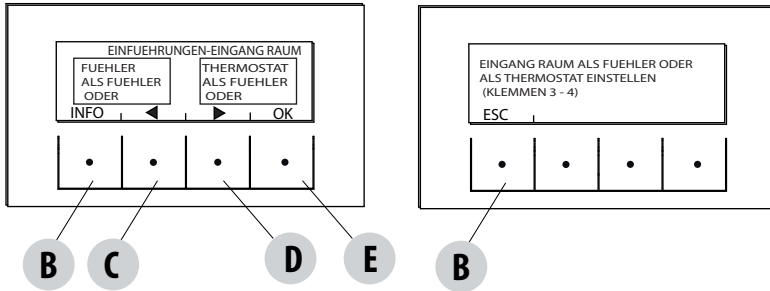 EINFUEHRUNGEN-EINGANG RAUM
FUEHLER
ALS FUEHLER
ODER
THERMOSTAT
ALS FUEHLER
ODER
INFO ◀ ▶ OK
B C D E
EINGANG RAUM ALS FUEHLER ODER
ALS THERMOSTAT EINSTELLEN
(KLEMMEN 3 - 4)
ESC
B